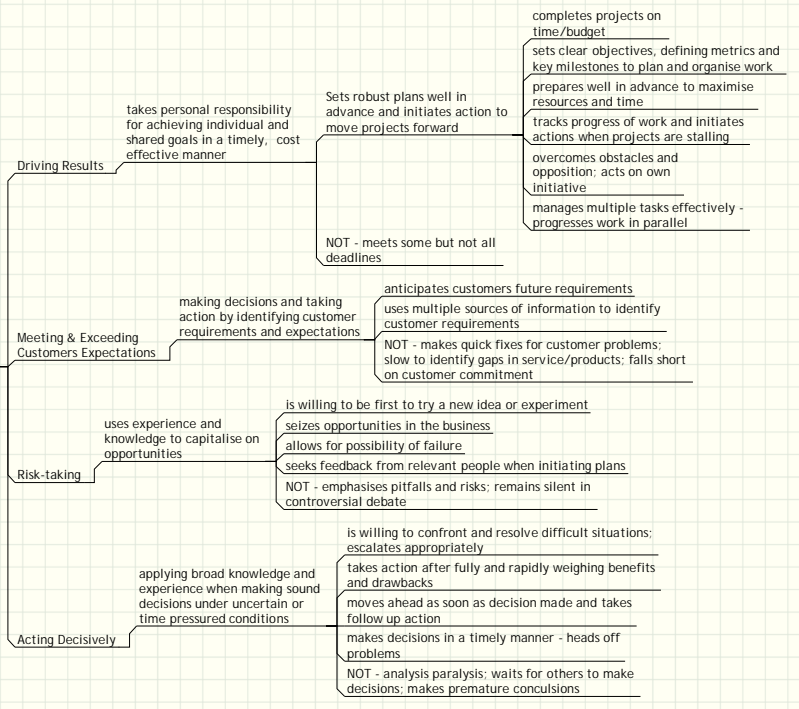 Driving Results
takes personal responsibility
for achieving individual and
shared goals in a timely, cost
effective manner
Sets robust plans well in
advance and initiates action to
move projects forward
completes projects on
time/budget
sets clear objectives, defining metrics and
key milestones to plan and organise work
prepares well in advance to maximise
resources and time
tracks progress of work and initiates
actions when projects are stalling
overcomes obstacles and
opposition; acts on own
initiative
manages multiple tasks effectively -
progresses work in parallel
NOT - meets some but not all
deadlines
Meeting & Exceeding
Customers Expectations
making decisions and taking
action by identifying customer
requirements and expectations
anticipates customers future requirements
uses multiple sources of information to identify
customer requirements
NOT - makes quick fixes for customer problems;
slow to identify gaps in service/products; falls short
on customer commitment
Risk-taking
uses experience and
knowledge to capitalise on
opportunities
is willing to be first to try a new idea or experiment
seizes opportunities in the business
allows for possibility of failure
seeks feedback from relevant people when initiating plans
NOT - emphasises pitfalls and risks; remains silent in
controversial debate
Acting Decisively
applying broad knowledge and
experience when making sound
decisions under uncertain or
time pressured conditions
is willing to confront and resolve difficult situations;
escalates appropriately
takes action after fully and rapidly weighing benefits
and drawbacks
moves ahead as soon as decision made and takes
follow up action
makes decisions in a timely manner - heads off
problems
NOT - analysis paralysis; waits for others to make
decisions; makes premature conculsions